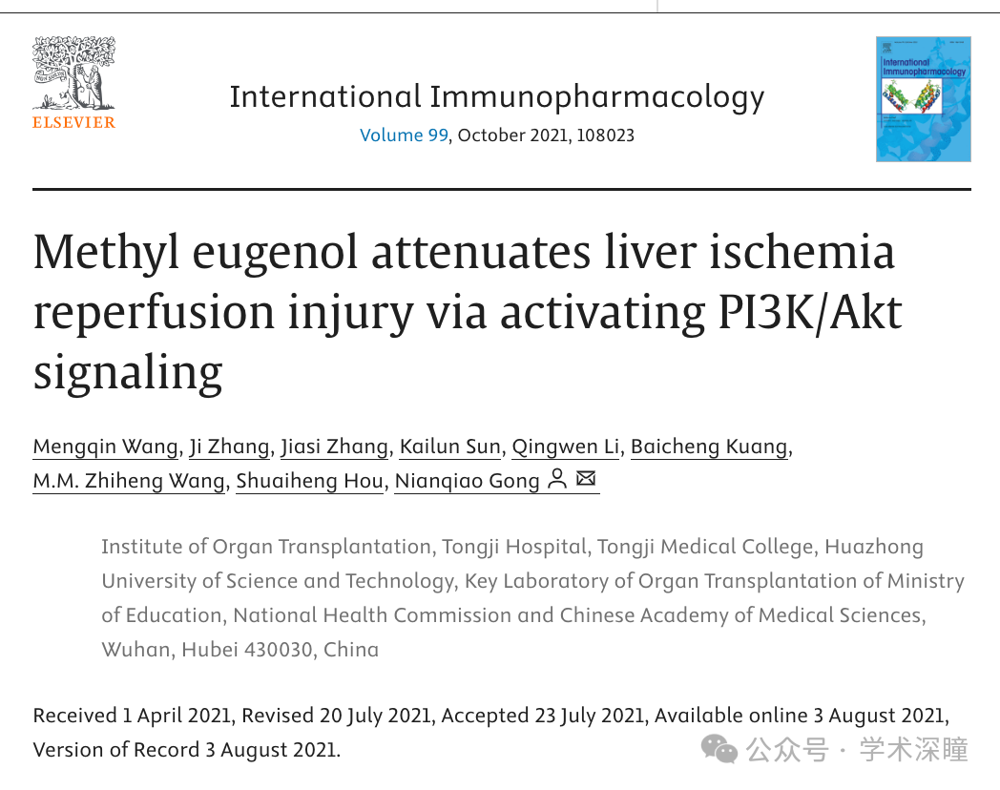 ELSEVIER
International Immunopharmacology
Volume 99, October 2021, 108023
International
Immunopharmacology
Methyl eugenol attenuates liver ischemia
reperfusion injury via activating PI3K/Akt
signaling
Mengqin Wang, Ji Zhang, Jiasi Zhang, Kailun Sun, Qingwen Li, Baicheng Kuang,
M.M. Zhiheng Wang, Shuaiheng Hou, Nianqiao Gong
Institute of Organ Transplantation, Tongji Hospital, Tongji Medical College, Huazhong
University of Science and Technology, Key Laboratory of Organ Transplantation of Ministry
of Education, National Health Commission and Chinese Academy of Medical Sciences,
Wuhan, Hubei 430030, China
Received 1 April 2021, Revised 20 July 2021, Accepted 23 July 2021, Available online 3 August 2021,
Version of Record 3 August 2021.
公众号 · 学术深瞳